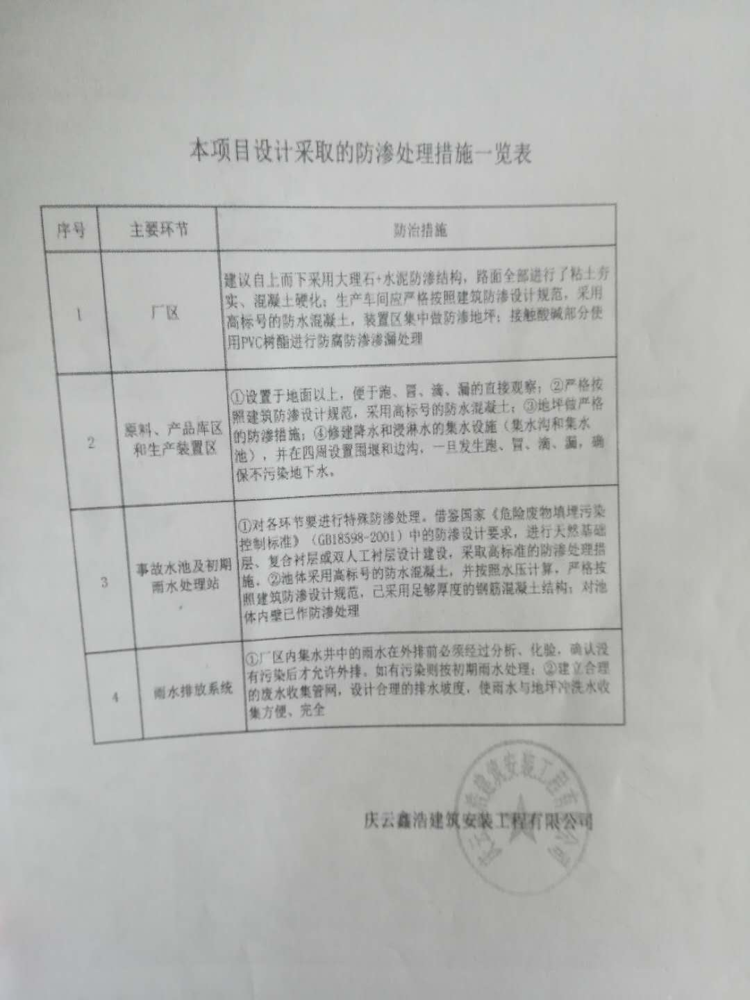 本项目设计采取的防渗处理措施一览表
序号 主要环节 防治措施
1 厂区
建议自上而下采用大理石+水泥防渗结构，路面全部进行了粘土夯
实、混凝土硬化；生产车间应严格按照建筑防渗设计规范，采用
高标号的防水混凝土，装置区集中做防渗地坪；接触酸碱部分使
用PVC树酯进行防腐防渗渗漏处理
2 原料、产品库区
和生产装置区
①设置于地面以上，便于跑、冒、滴、漏的直接观察；②严格按
照建筑防渗设计规范，采用高标号的防水混凝土；③地坪做严格
的防渗措施；④修建降水和浸淋水的集水设施（集水沟和集水
池），并在四周设置围堰和边沟，一旦发生跑、冒、滴、漏，确
保不污染地下水。
3 事故水池及初期
雨水处理站
①对各环节要进行特殊防渗处理。借鉴国家《危险废物填埋污染
控制标准》（GB18598-2001）中的防渗设计要求，进行天然基础
层、复合衬层或双人工衬层设计建设，采取高标准的防渗处理措
施。②池体采用高标号的防水混凝土，并按照水压计算，严格按
照建筑防渗设计规范，已采用足够厚度的钢筋混凝土结构；对池
体内壁已作防渗处理
4 雨水排放系统
①厂区内集水井中的雨水在外排前必须经过分析、化脸，确认没
有污染后才允许外排。如有污染则按初期雨水处理；②建立合理
的废水收集管网，设计合理的排水坡度，使雨水与地坪冲洗水收
集方便、完全
庆云鑫浩建筑安装工程有限公司